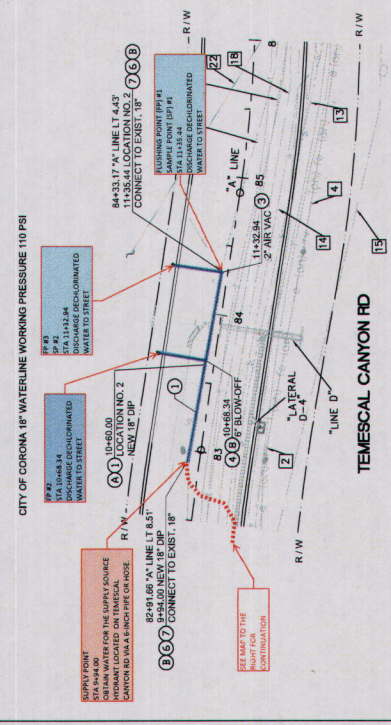 CITY OF CORONA 18" WATERLINE WORKING PRESSURE 110 PSI
SUPPLY POINT
STA 9+94.00
OBTAIN WATER FOR THE SUPPLY SOURCE
HYDRANT LOCATED ON TEMESCAL
CANYON RD VIA A 6-INCH PIPE OR HOSE.
FP #2
STA 10+68.34
DISCHARGE DECHLORINATED
WATER TO STREET
FP #3
SP #2
STA 11+32.94
DISCHARGE DECHLORINATED
WATER TO STREET
84+33.17 "A" LINE LT 4.43'
11+35.44 LOCATION NO. 2
CONNECT TO EXIST. 18"
7 6 B
FLUSHING POINT (FP) #1
SAMPLE POINT (SP) #1
STA 11+35.44
DISCHARGE DECHLORINATED
WATER TO STREET
R/W
R/W
A 1 10+60.00
LOCATION NO. 2
NEW 18" DIP
82+91.66 "A" LINE LT 8.51'
9+94.00 NEW 18" DIP
B 6 7 CONNECT TO EXIST. 18"
1
22
18
8
"A" LINE
83
84
85
10+68.34
4 B 6" BLOW-OFF
11+32.94
2" AIR VAC 3
13
14
4
15
2
"LATERAL
D-4"
"LINE D"
R/W
R/W
SEE MAP TO THE
RIGHT FOR
CONTINUATION
TEMESCAL CANYON RD